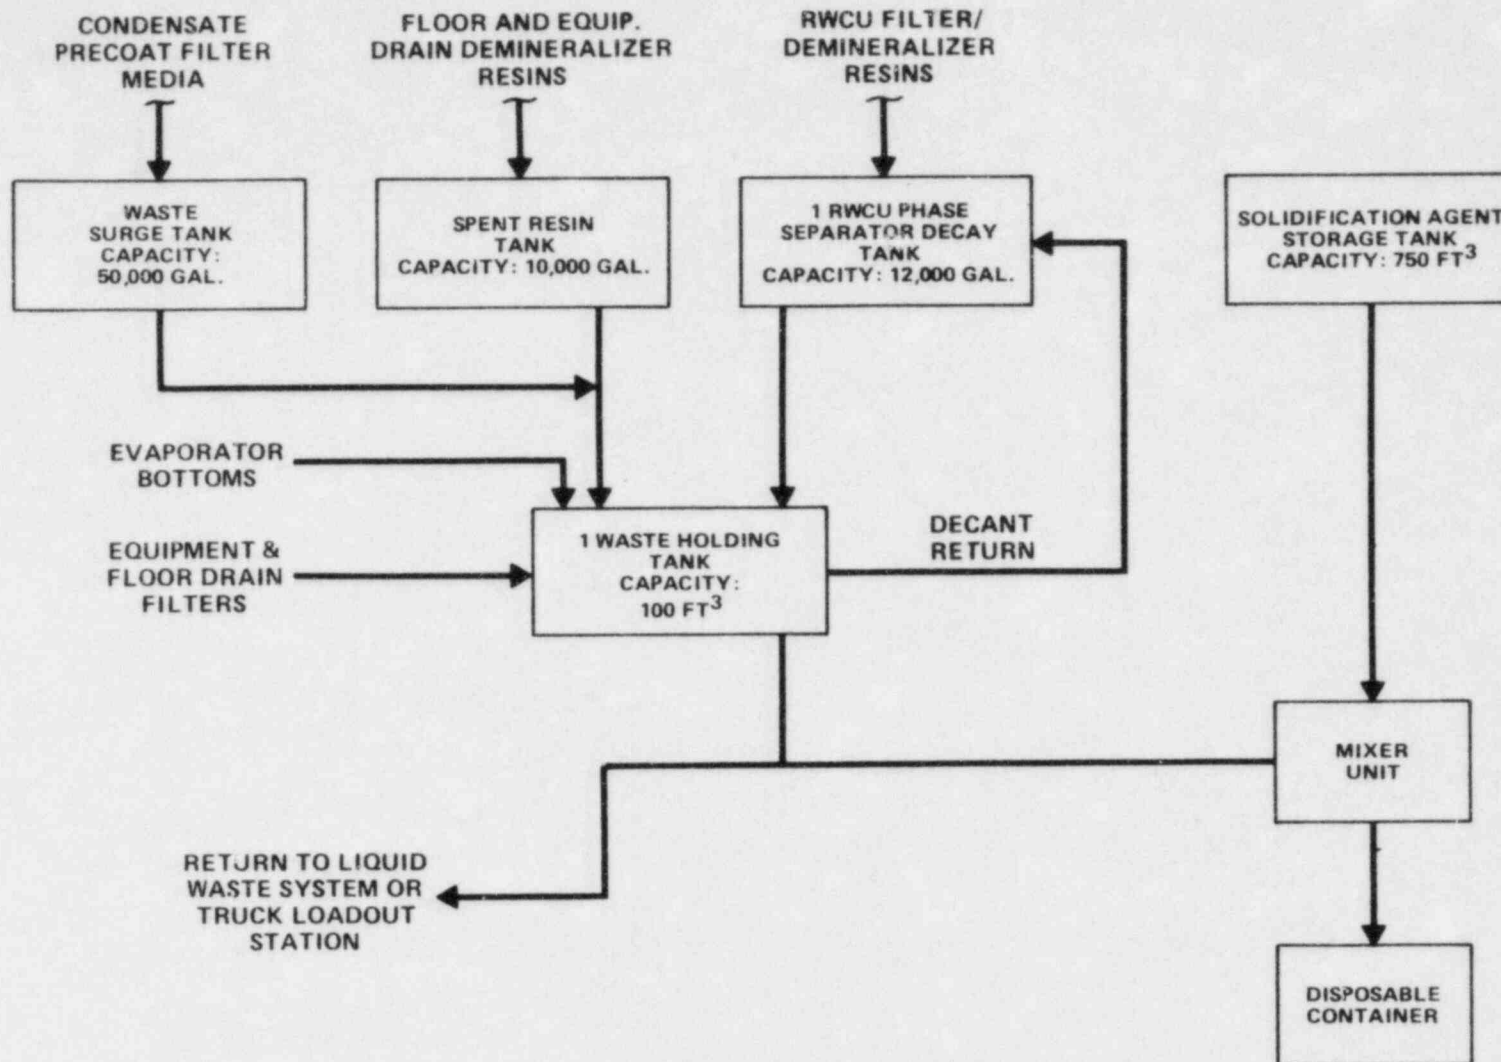 CONDENSATE
PRECOAT FILTER
MEDIA
FLOOR AND EQUIP.
DRAIN DEMINERALIZER
RESINS
RWCU FILTER/
DEMINERALIZER
RESINS
WASTE
SURGE TANK
CAPACITY:
50,000 GAL.
SPENT RESIN
TANK
CAPACITY: 10,000 GAL.
1 RWCU PHASE
SEPARATOR DECAY
TANK
CAPACITY: 12,000 GAL.
SOLIDIFICATION AGENT
STORAGE TANK
CAPACITY: 750 FT³
EVAPORATOR
BOTTOMS
EQUIPMENT &
FLOOR DRAIN
FILTERS
1 WASTE HOLDING
TANK
CAPACITY:
100 FT³
DECANT
RETURN
MIXER
UNIT
RETURN TO LIQUID
WASTE SYSTEM OR
TRUCK LOADOUT
STATION
DISPOSABLE
CONTAINER